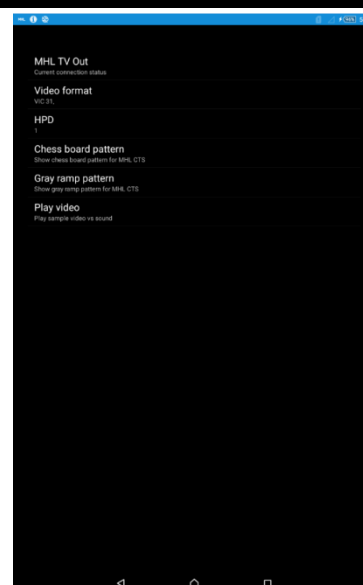 MHL TV Out
Current connection status
Video format
VIC 31,
HPD
1
Chess board pattern
Show chess board pattern for MHL CTS
Gray ramp pattern
Show gray ramp pattern for MHL CTS
Play video
Play sample video vs sound